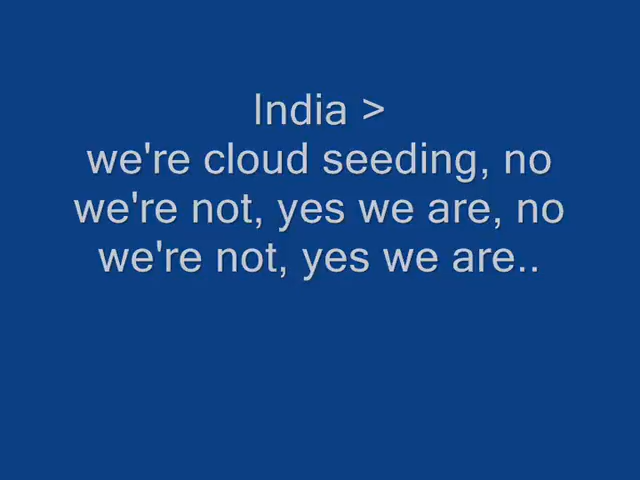 India >
we're cloud seeding, no
we're not, yes we are, no
we're not, yes we are..